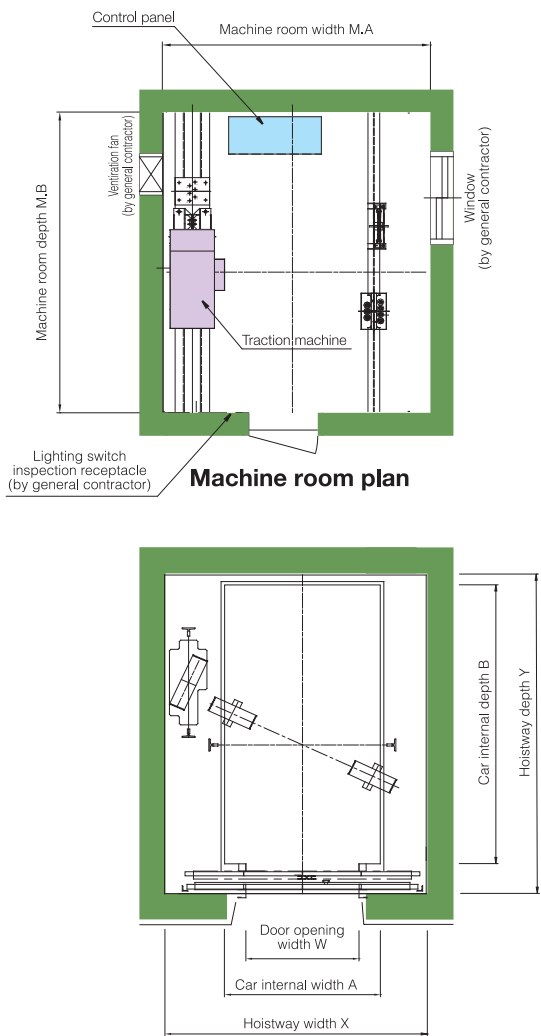 Control panel
Machine room width M.A
Ventiration fan
(by general contractor)
Machine room depth M.B
Window
(by general contractor)
Traction machine
Lighting switch
inspection receptacle
(by general contractor)
Machine room plan
Car internal depth B
Hoistway depth Y
Door opening
width W
Car internal width A
Hoistway width X